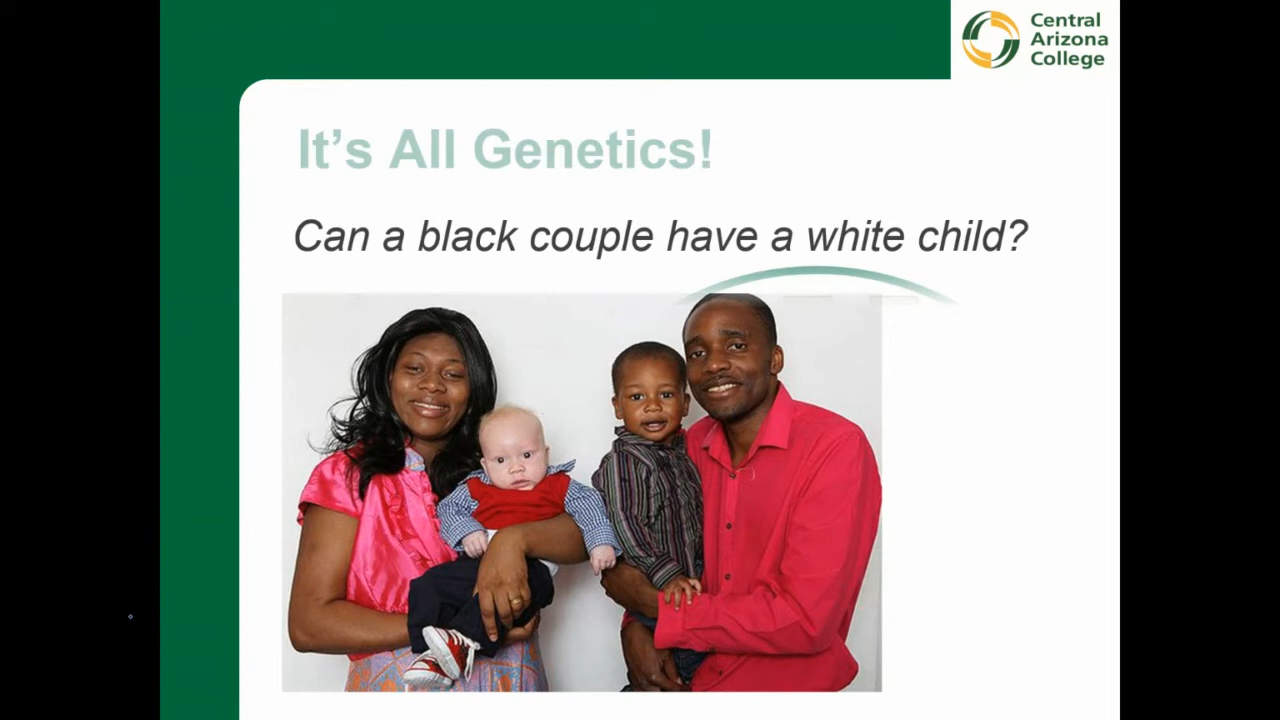 Central
Arizona
College
It's All Genetics!
Can a black couple have a white child?